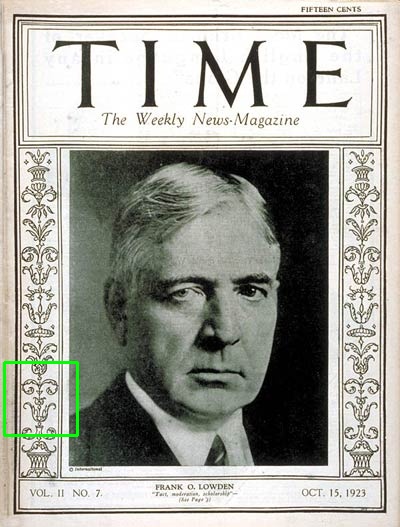 FIFTEEN CENTS
TIME
The Weekly News-Magazine
© International
VOL. II NO. 7.
FRANK O. LOWDEN
"Fact, moderation, scholarship"—
(See Page 3)
OCT. 15, 1923